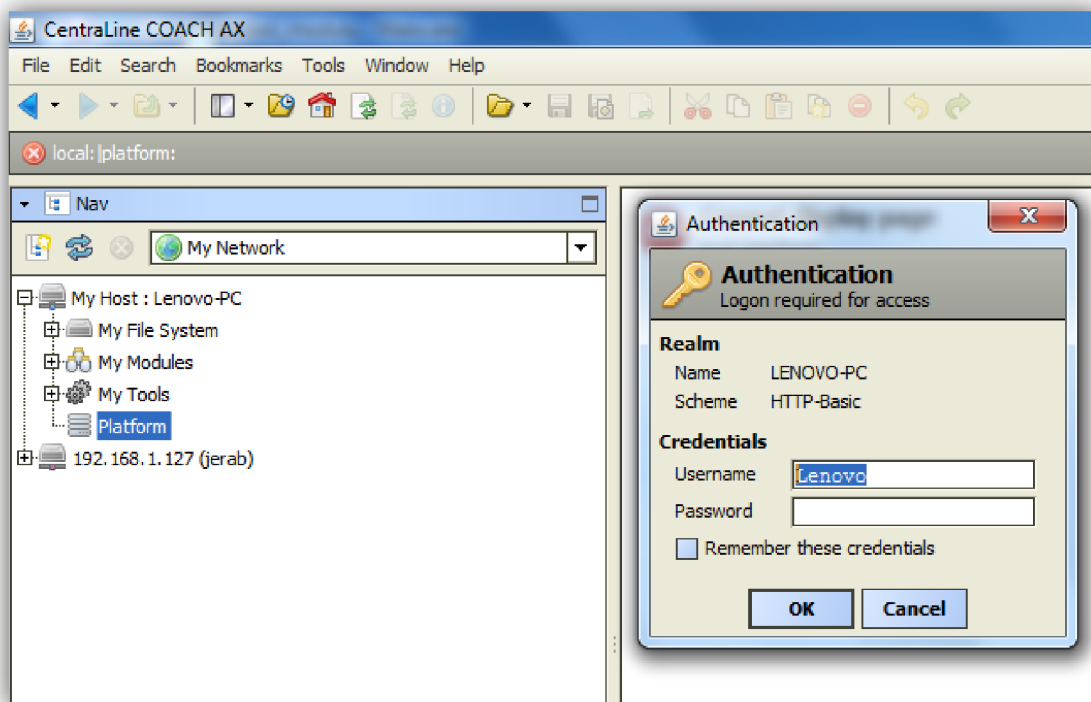 CentraLine COACH AX
File Edit Search Bookmarks Tools Window Help
local:|platform:
Nav
My Network
My Host : Lenovo-PC
My File System
My Modules
My Tools
Platform
192.168.1.127 (jerab)
Authentication
Authentication
Logon required for access
Realm
Name LENOVO-PC
Scheme HTTP-Basic
Credentials
Username Lenovo
Password
Remember these credentials
OK Cancel